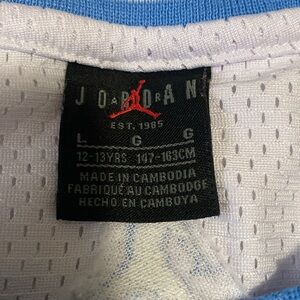 JORDAN
EST. 1985
L G G
12-13YRS 147-163CM
MADE IN CAMBODIA
FABRIQUÉ AU CAMBODGE
HECHO EN CAMBOYA